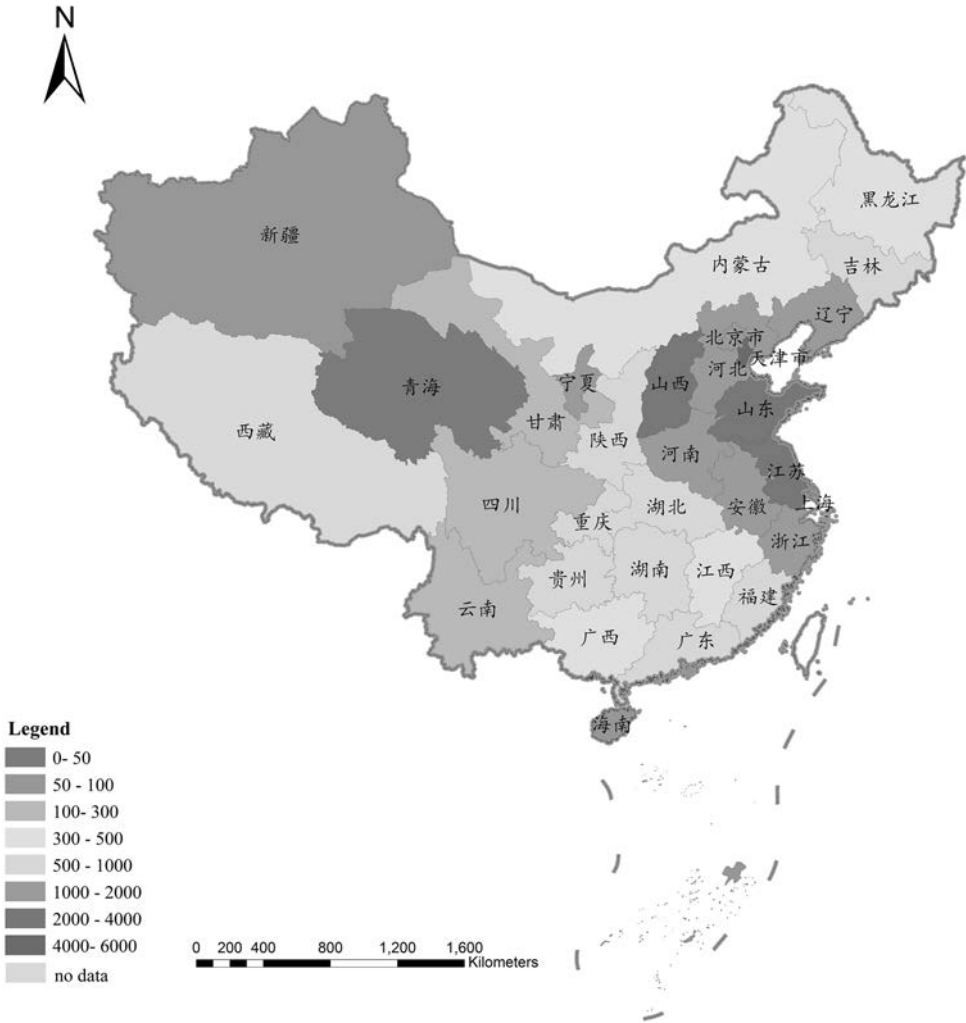 N
黑龙江
新疆
内蒙古
吉林
辽宁
北京市
天津市
河北
宁夏
山西
青海
山东
甘肃
西藏
陕西
河南
江苏
四川
湖北
安徽
上海
重庆
浙江
贵州
湖南
江西
福建
云南
广西
广东
海南
Legend
0- 50
50 - 100
100- 300
300 - 500
500 - 1000
1000 - 2000
2000 - 4000
4000- 6000
no data
0 200 400 800 1,200 1,600
Kilometers